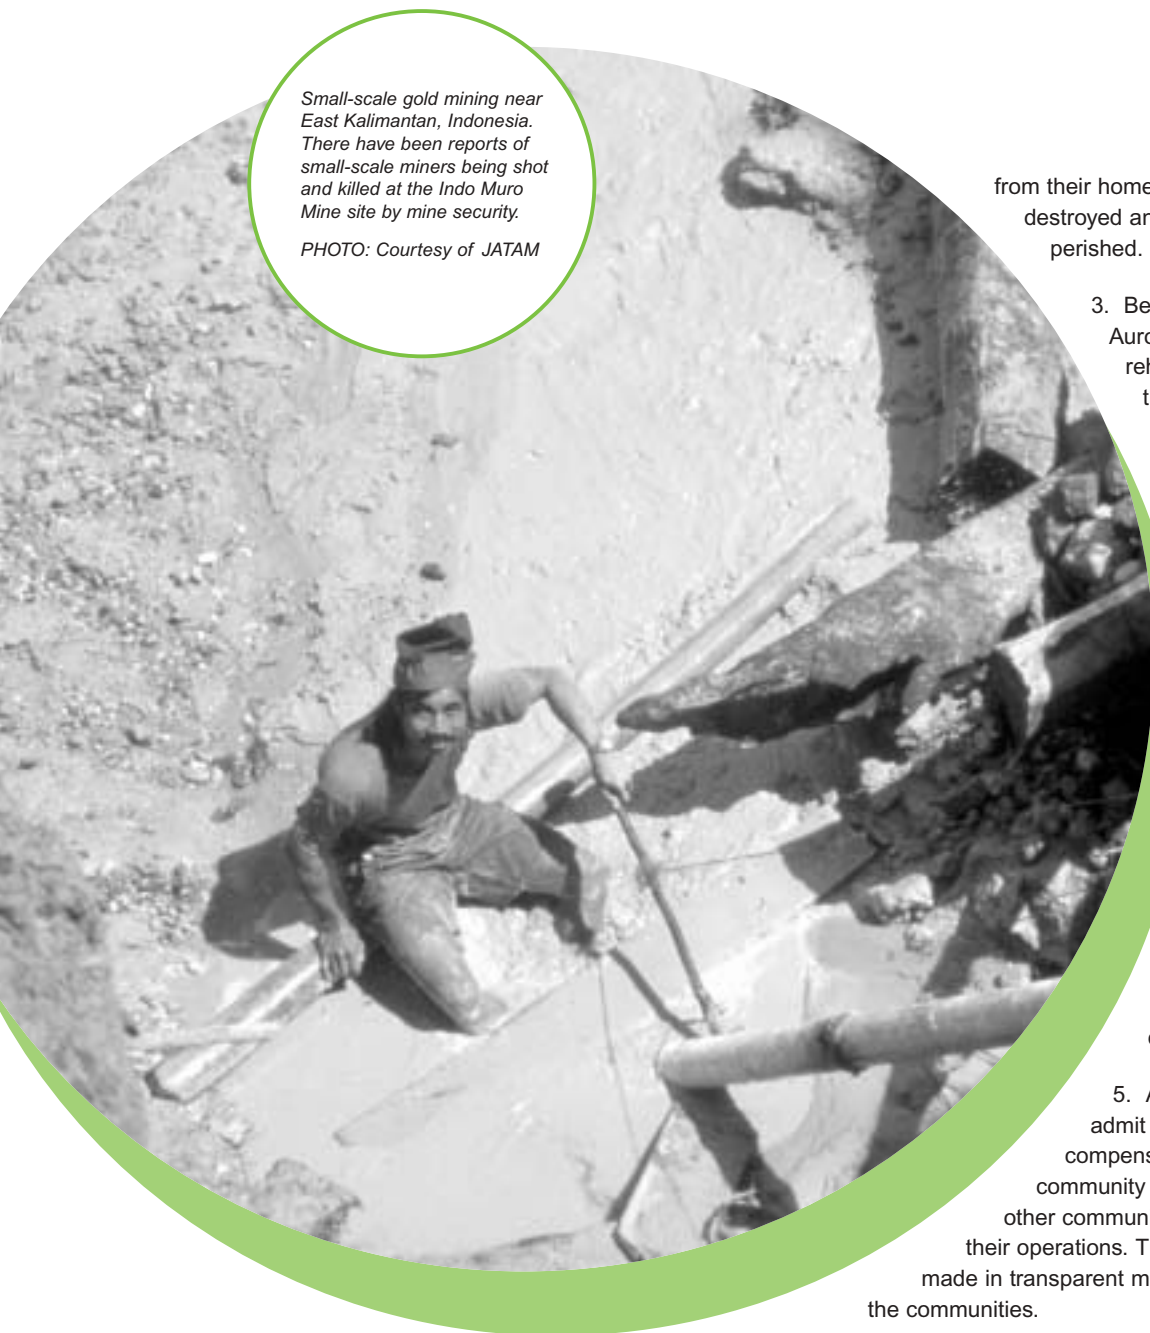 Small-scale gold mining near
East Kalimantan, Indonesia.
There have been reports of
small-scale miners being shot
and killed at the Indo Muro
Mine site by mine security.
PHOTO: Courtesy of JATAM
from their home
destroyed an
perished.
3. Be
Auro
reh
t
5. A
admit
compens
community
other commun
their operations. T
made in transparent m
the communities.